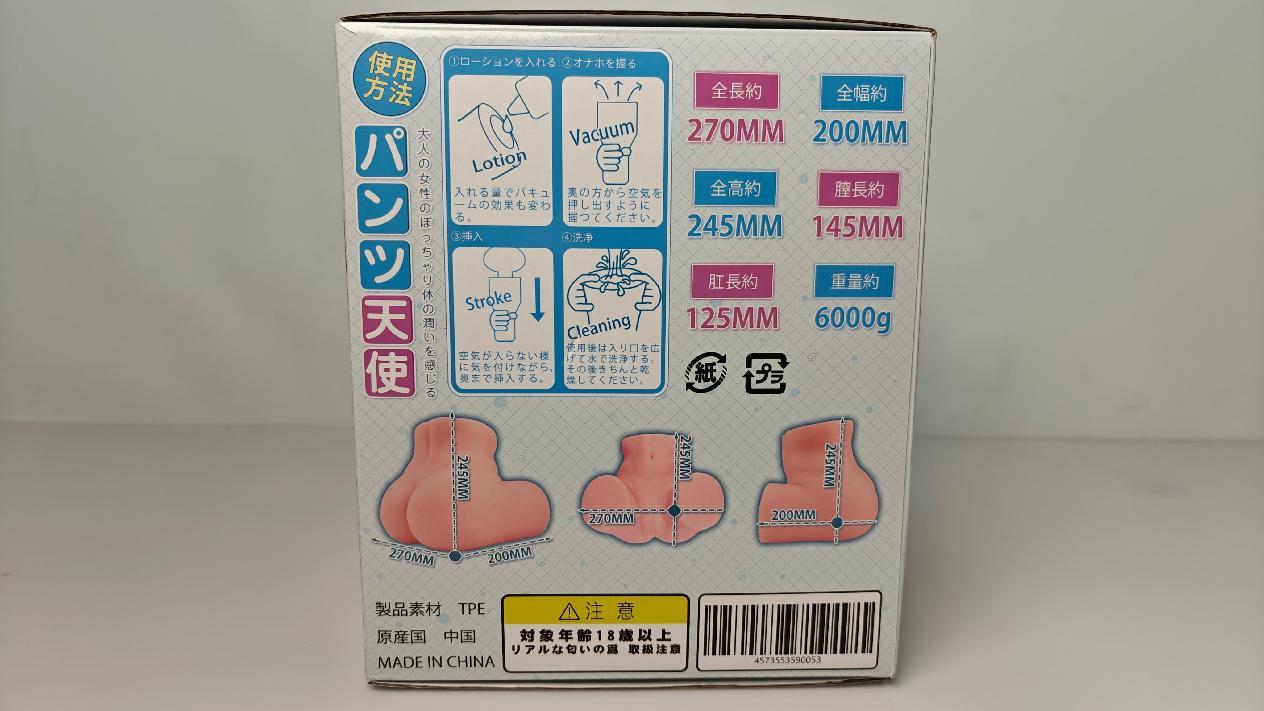 使用
方法
パンツ天使
大人の女性のぽっちゃり体の潤いを感じる
①ローションを入れる
Lotion
入れる量でバキュ
ームの効果も変わ
る。
②オナホを握る
Vacuum
奥の方から空気を
押し出すように
握つてください。
③挿入
Stroke
空気が入らない様
に気を付けながら、
奥まで挿入する。
④洗浄
Cleaning
使用後は入り口を広
げて水で洗浄する。
その後きちんと乾
燥してください。
全長約
270MM
全幅約
200MM
全高約
245MM
膣長約
145MM
肛長約
125MM
重量約
6000g
紙
プラ
245MM
270MM
200MM
245MM
270MM
245MM
200MM
製品素材 TPE
原産国 中国
MADE IN CHINA
注意
対象年齢18歳以上
リアルな匂いの爲 取扱注意
4573553590053